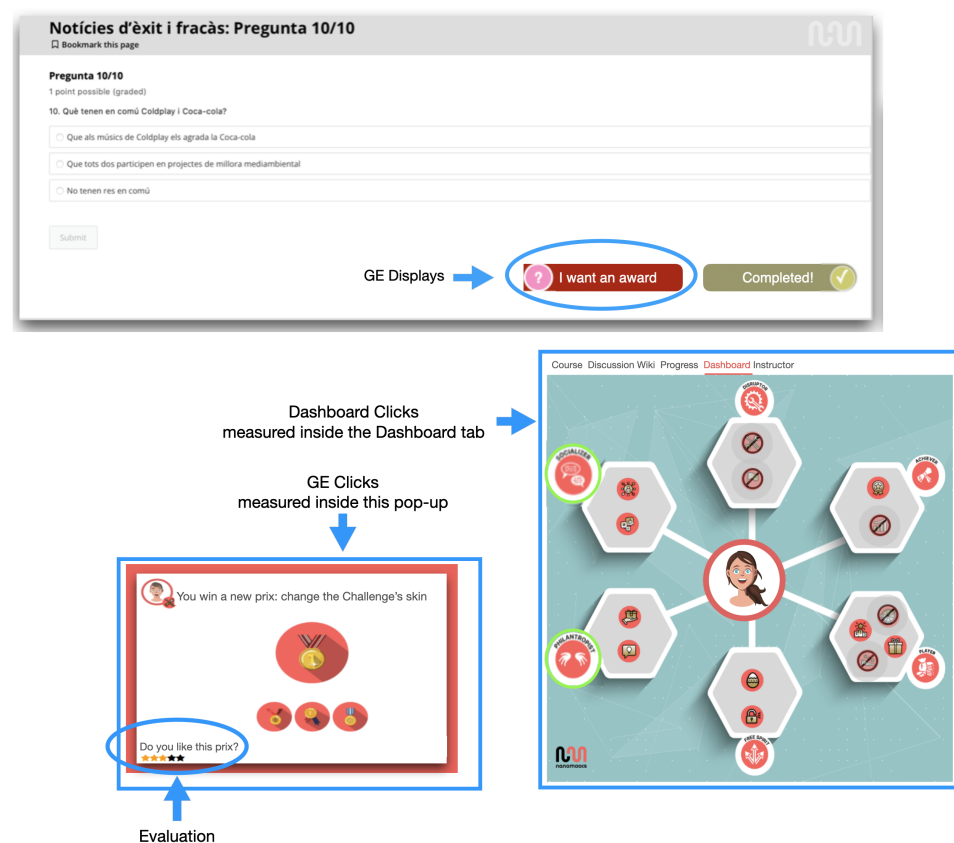 Notícies d'èxit i fracàs: Pregunta 10/10
Bookmark this page
Pregunta 10/10
1 point possible (graded)
10. Què tenen en comú Coldplay i Coca-cola?
Que als músics de Coldplay els agrada la Coca-cola
Que tots dos participen en projectes de millora mediambiental
No tenen res en comú
Submit
GE Displays
? I want an award
Completed!
Course Discussion Wiki Progress Dashboard Instructor
Dashboard Clicks
measured inside the Dashboard tab
GE Clicks
measured inside this pop-up
DISRUPTOR
SOCIALIZER
ACHIEVER
PHILANTROPIST
PLAYER
FREE SPIRIT
nanomoocs
You win a new prix: change the Challenge's skin
1
Do you like this prix?
Evaluation